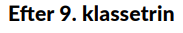 Efter 9. klassetrin